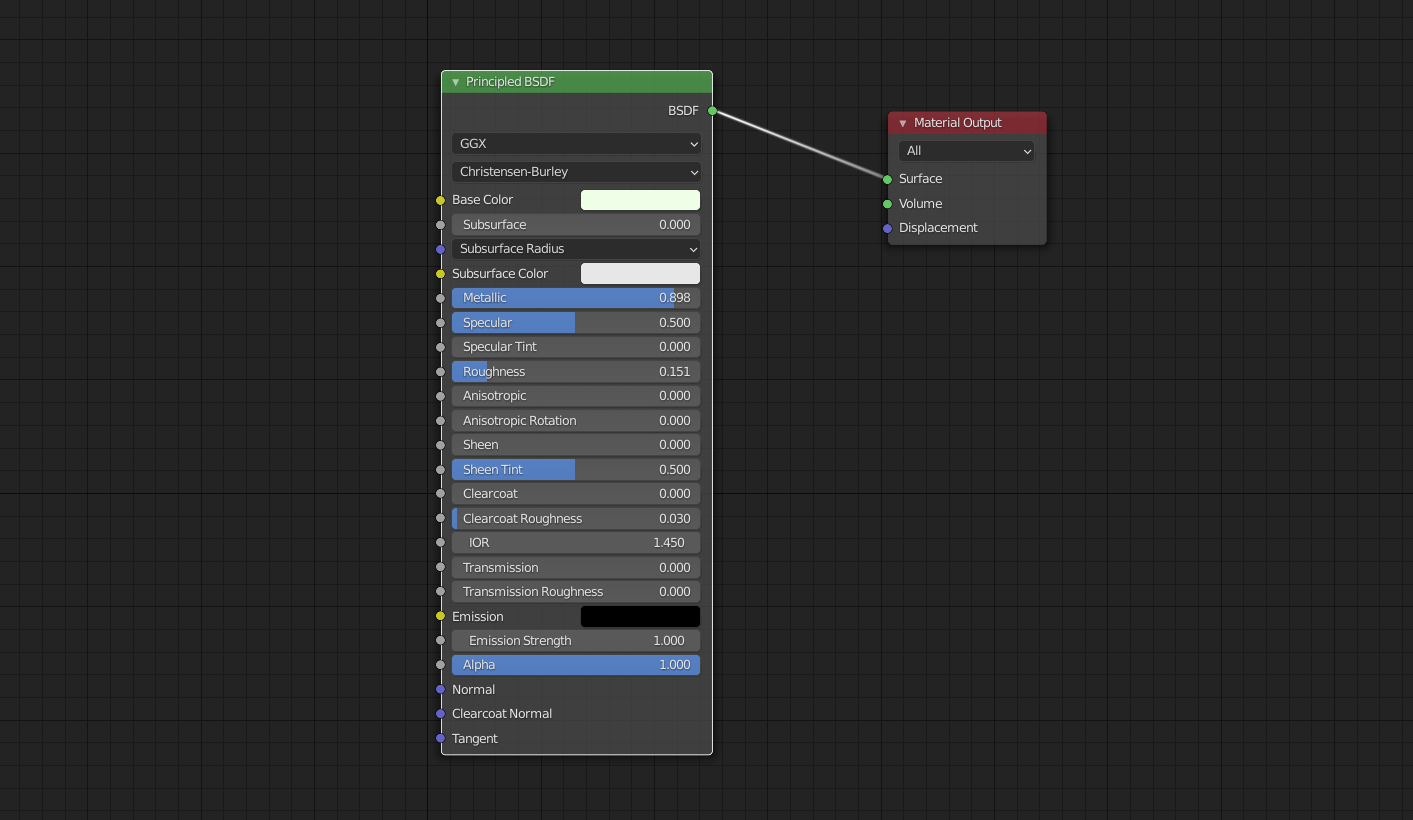 Principled BSDF
BSDF
GGX
Christensen-Burley
Base Color
Subsurface 0.000
Subsurface Radius
Subsurface Color
Metallic 0.898
Specular 0.500
Specular Tint 0.000
Roughness 0.151
Anisotropic 0.000
Anisotropic Rotation 0.000
Sheen 0.000
Sheen Tint 0.500
Clearcoat 0.000
Clearcoat Roughness 0.030
IOR 1.450
Transmission 0.000
Transmission Roughness 0.000
Emission
Emission Strength 1.000
Alpha 1.000
Normal
Clearcoat Normal
Tangent
Material Output
All
Surface
Volume
Displacement